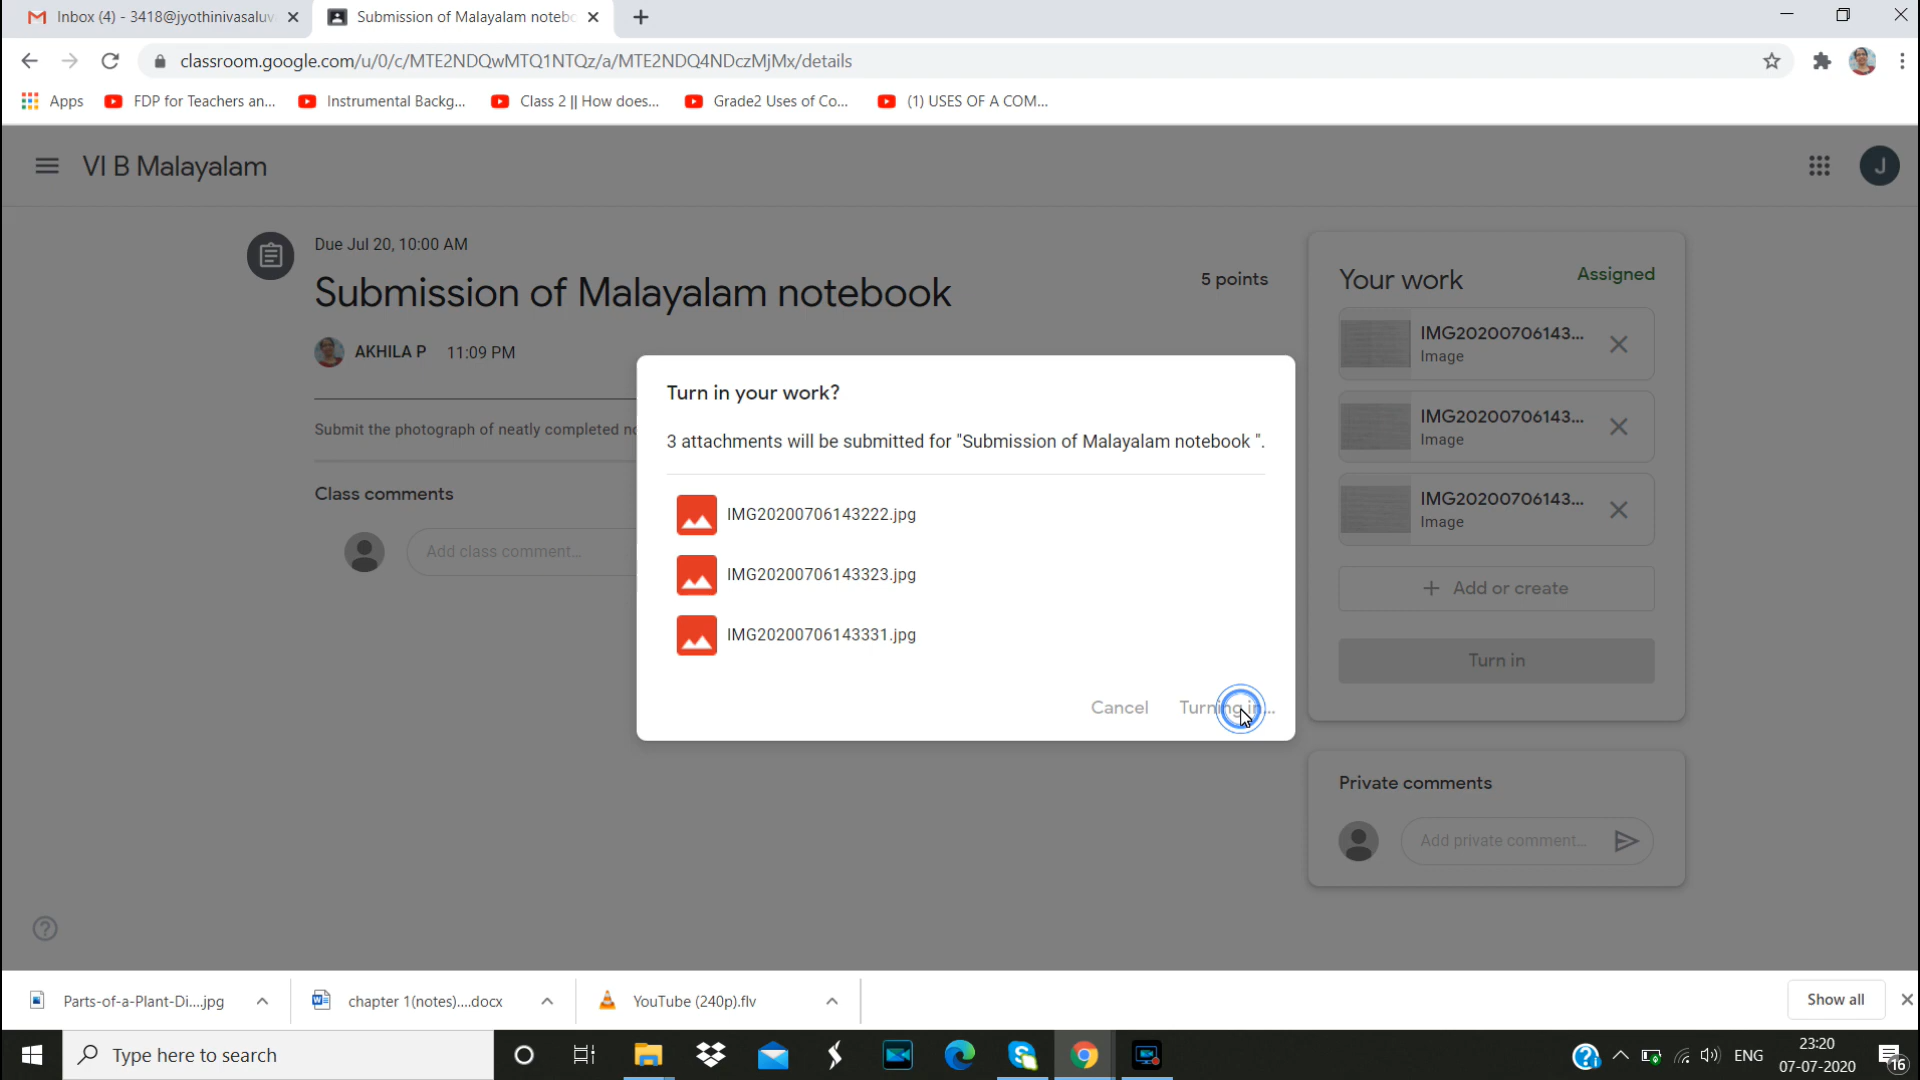 Inbox (4) - 3418@jyothinivasaluv
Submission of Malayalam noteb
classroom.google.com/u/0/c/MTE2NDQwMTQ1NTQz/a/MTE2NDQ4NDczMjMx/details
Apps
FDP for Teachers an...
Instrumental Backg...
Class 2 || How does...
Grade2 Uses of Co...
(1) USES OF A COM...
VI B Malayalam
J
Due Jul 20, 10:00 AM
Submission of Malayalam notebook
5 points
AKHILA P 11:09 PM
Submit the photograph of neatly completed
Class comments
Add class comment...
Your work
Assigned
IMG20200706143...
Image
IMG20200706143...
Image
IMG20200706143...
Image
+ Add or create
Turn in
Private comments
Add private comment...
Turn in your work?
3 attachments will be submitted for "Submission of Malayalam notebook ".
IMG20200706143222.jpg
IMG20200706143323.jpg
IMG20200706143331.jpg
Cancel
Turning in...
Parts-of-a-Plant-Di....jpg
chapter 1(notes)....docx
YouTube (240p).flv
Show all
Type here to search
ENG
23:20
07-07-2020
16